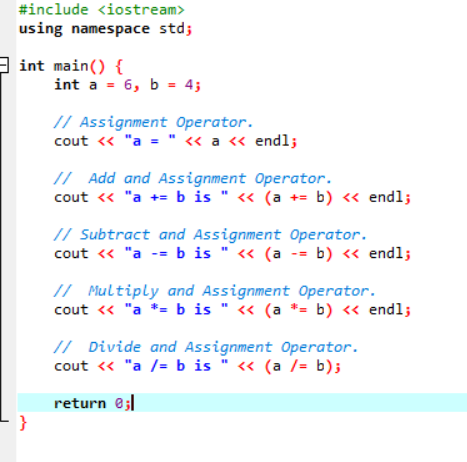 #include <iostream>
using namespace std;
int main() {
int a = 6, b = 4;
// Assignment Operator.
cout << "a = " << a << endl;
//  Add and Assignment Operator.
cout << "a += b is " << (a += b) << endl;
// Subtract and Assignment Operator.
cout << "a -= b is " << (a -= b) << endl;
//  Multiply and Assignment Operator.
cout << "a *= b is " << (a *= b) << endl;
//  Divide and Assignment Operator.
cout << "a /= b is " << (a /= b);
return 0;
}